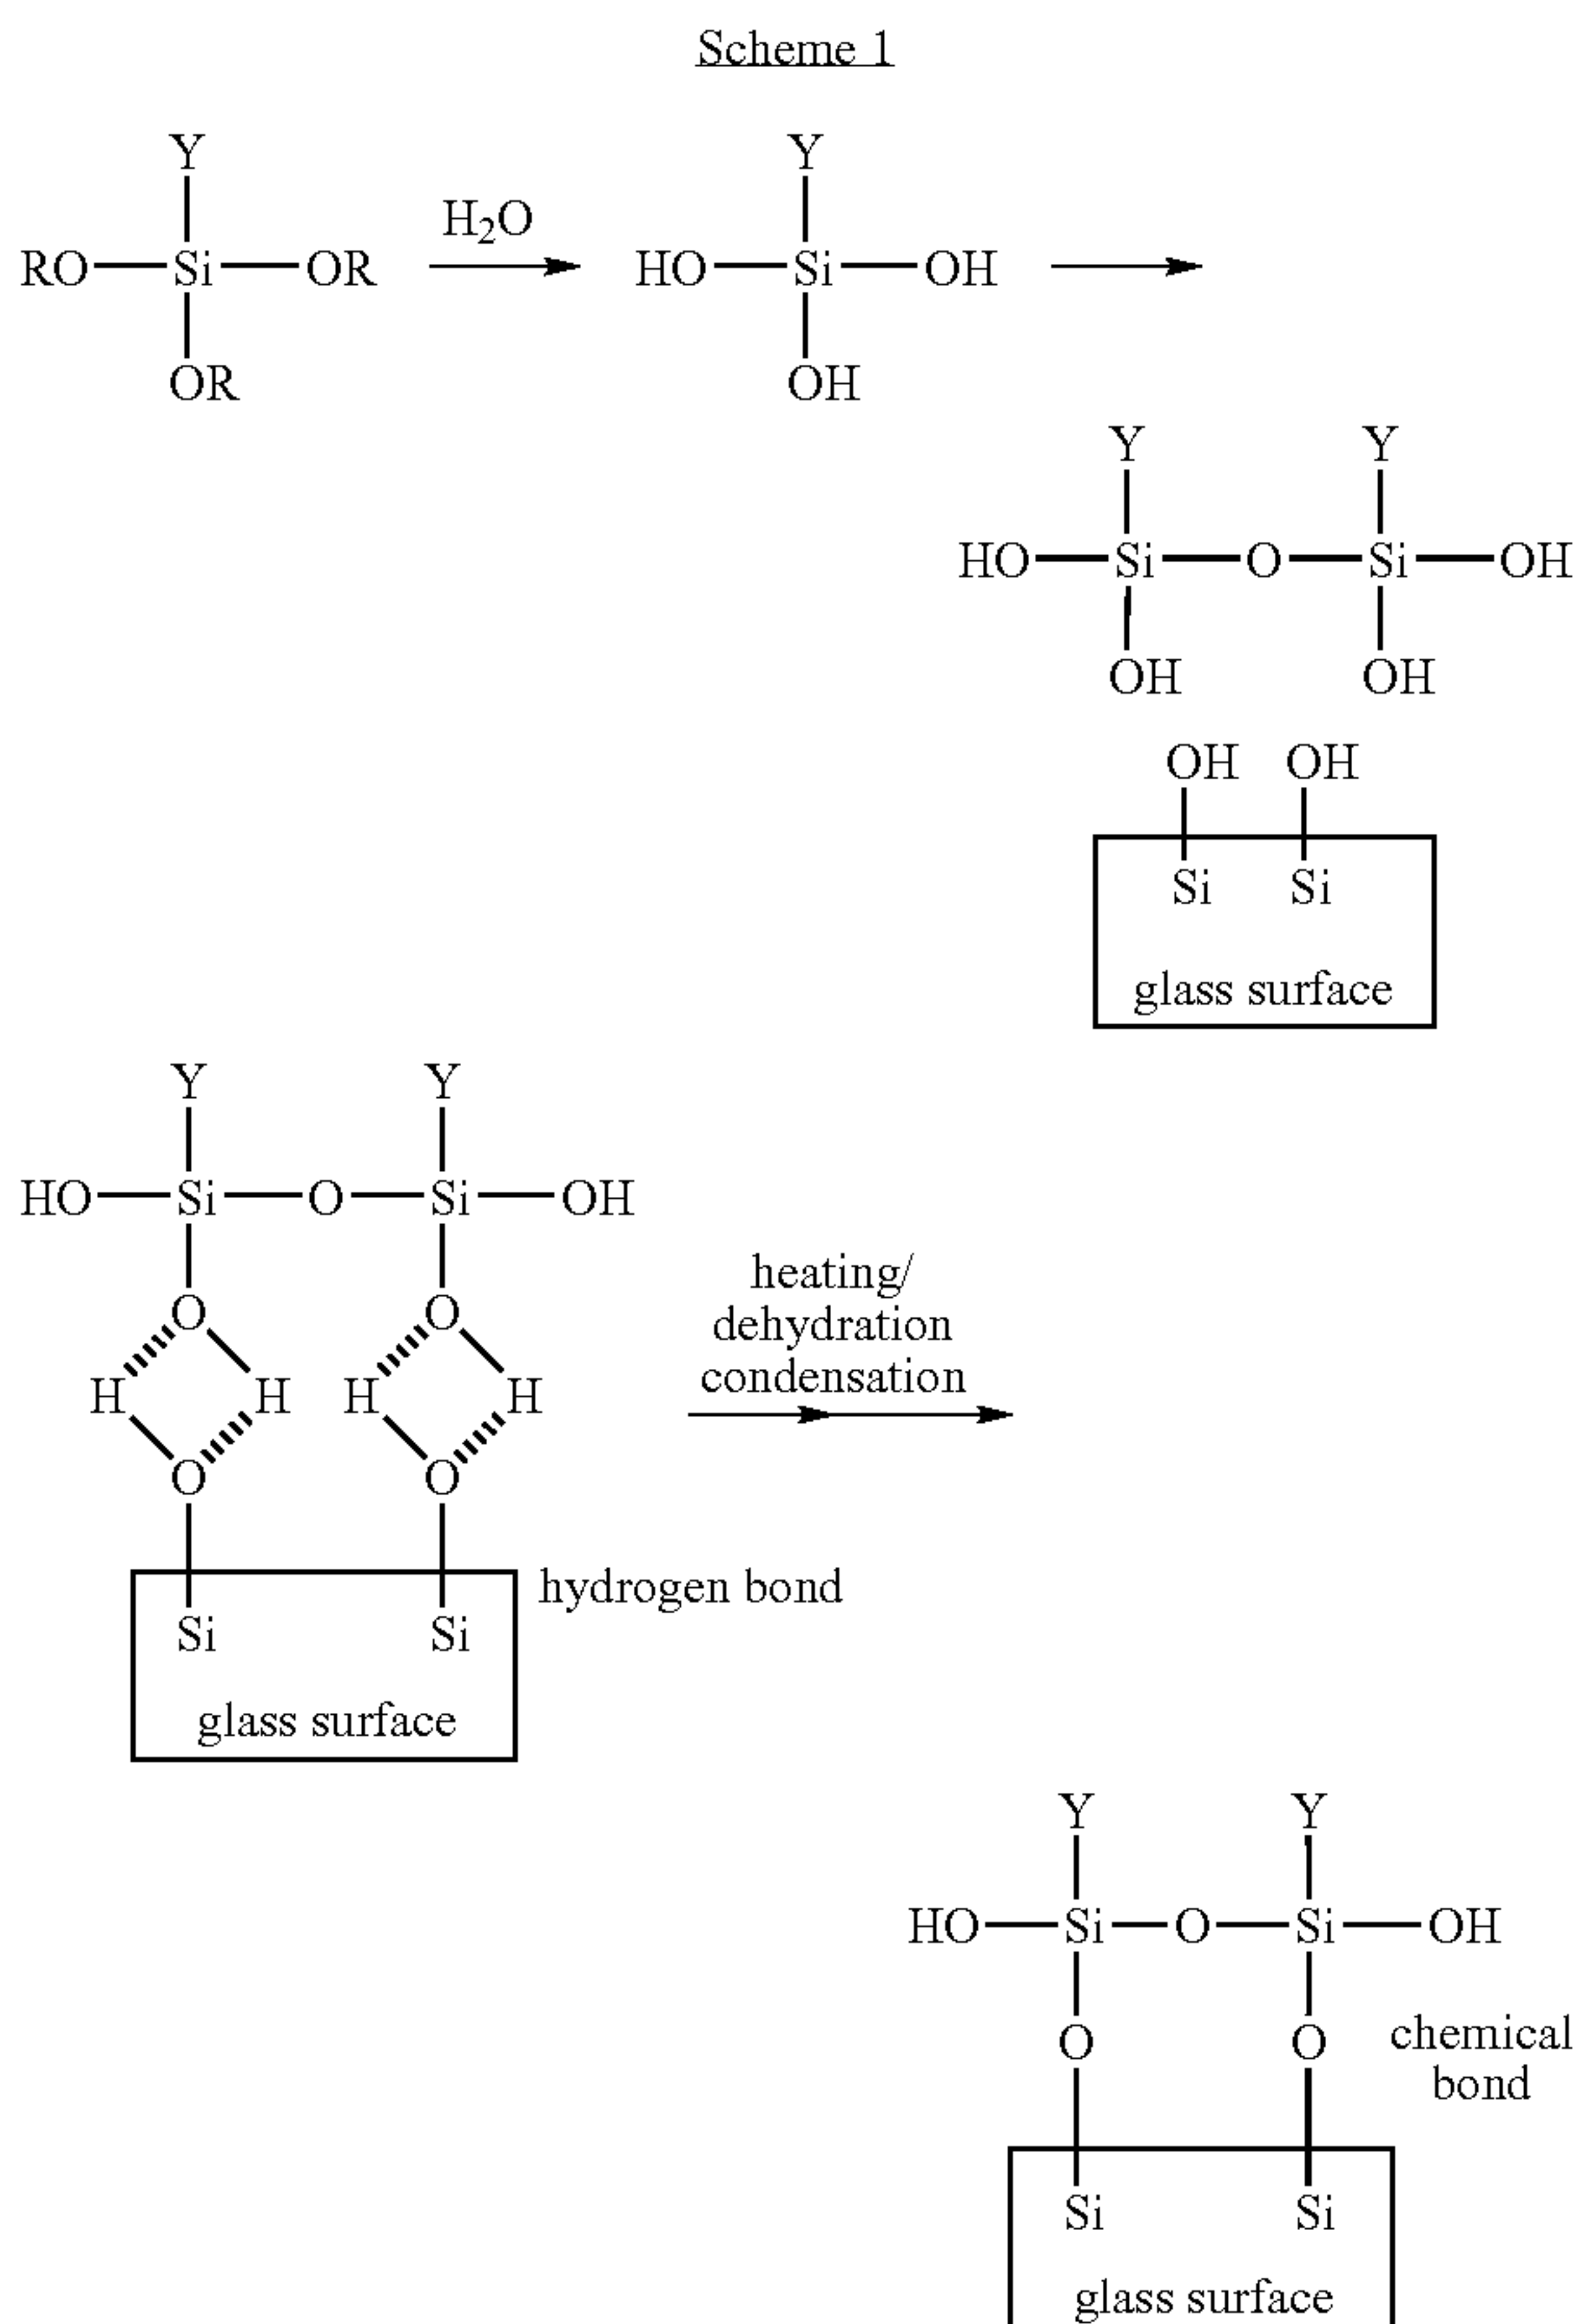 Scheme 1
Y
H₂O
RO Si OR
OR
Y
HO Si OH
OH
Y Y
HO Si O Si OH
OH OH
OH OH
Si Si
glass surface
Y Y
HO Si O Si OH
O O
H H H H
O O
Si Si
glass surface
hydrogen bond
heating/
dehydration
condensation
Y Y
HO Si O Si OH
O O
chemical
bond
Si Si
glass surface